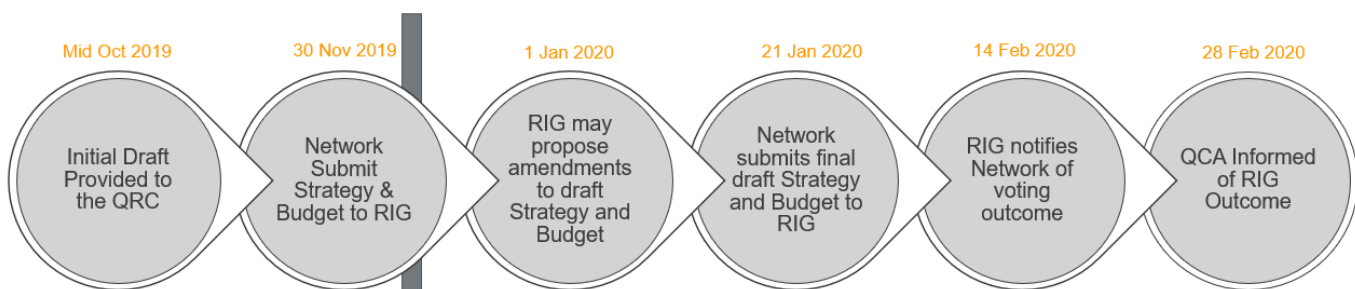 Mid Oct 2019
30 Nov 2019
1 Jan 2020
21 Jan 2020
14 Feb 2020
28 Feb 2020
Initial Draft
Provided to
the QRC
Network
Submit
Strategy &
Budget to RIG
RIG may
propose
amendments
to draft
Strategy and
Budget
Network
submits final
draft Strategy
and Budget to
RIG
RIG notifies
Network of
voting
outcome
QCA Informed
of RIG
Outcome